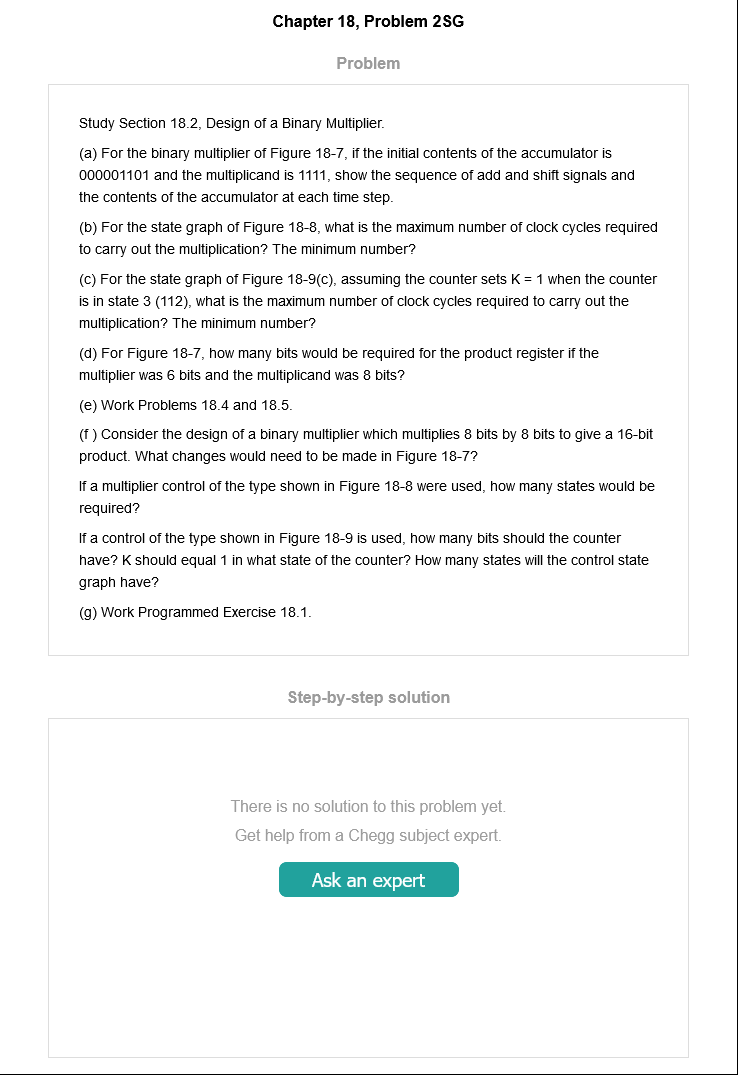 Chapter 18, Problem 2SG
Problem
Study Section 18.2, Design of a Binary Multiplier.
(a) For the binary multiplier of Figure 18-7, if the initial contents of the accumulator is
000001101 and the multiplicand is 1111, show the sequence of add and shift signals and
the contents of the accumulator at each time step.
(b) For the state graph of Figure 18-8, what is the maximum number of clock cycles required
to carry out the multiplication? The minimum number?
(c) For the state graph of Figure 18-9(c), assuming the counter sets K = 1 when the counter
is in state 3 (112), what is the maximum number of clock cycles required to carry out the
multiplication? The minimum number?
(d) For Figure 18-7, how many bits would be required for the product register if the
multiplier was 6 bits and the multiplicand was 8 bits?
(e) Work Problems 18.4 and 18.5.
(f ) Consider the design of a binary multiplier which multiplies 8 bits by 8 bits to give a 16-bit
product. What changes would need to be made in Figure 18-7?
If a multiplier control of the type shown in Figure 18-8 were used, how many states would be
required?
If a control of the type shown in Figure 18-9 is used, how many bits should the counter
have? K should equal 1 in what state of the counter? How many states will the control state
graph have?
(g) Work Programmed Exercise 18.1.
Step-by-step solution
There is no solution to this problem yet.
Get help from a Chegg subject expert.
Ask an expert